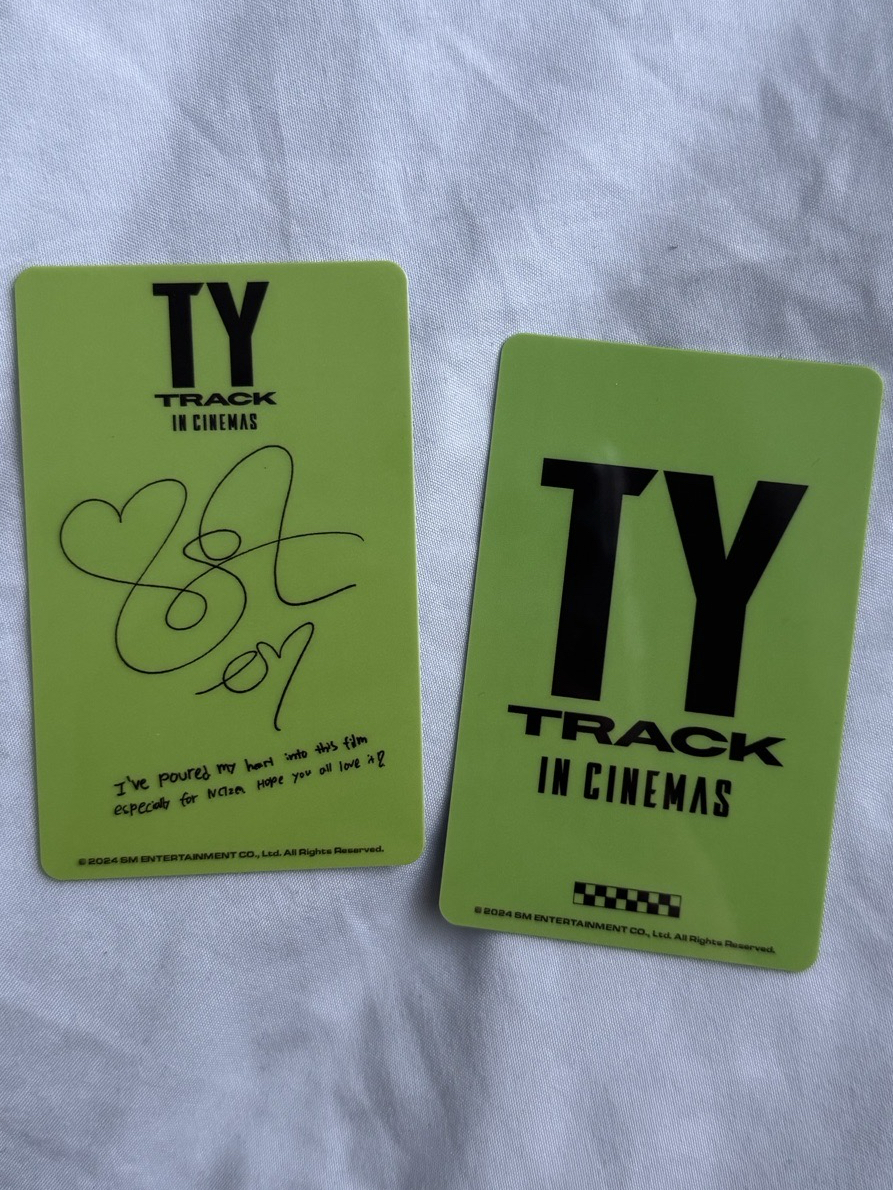 TY
TRACK
IN CINEMAS
I've poured my heart into this film
especially for NCTzen Hope you all love it!
© 2024 SM ENTERTAINMENT CO., Ltd. All Rights Reserved.
TY
TRACK
IN CINEMAS
© 2024 SM ENTERTAINMENT CO., Ltd. All Rights Reserved.